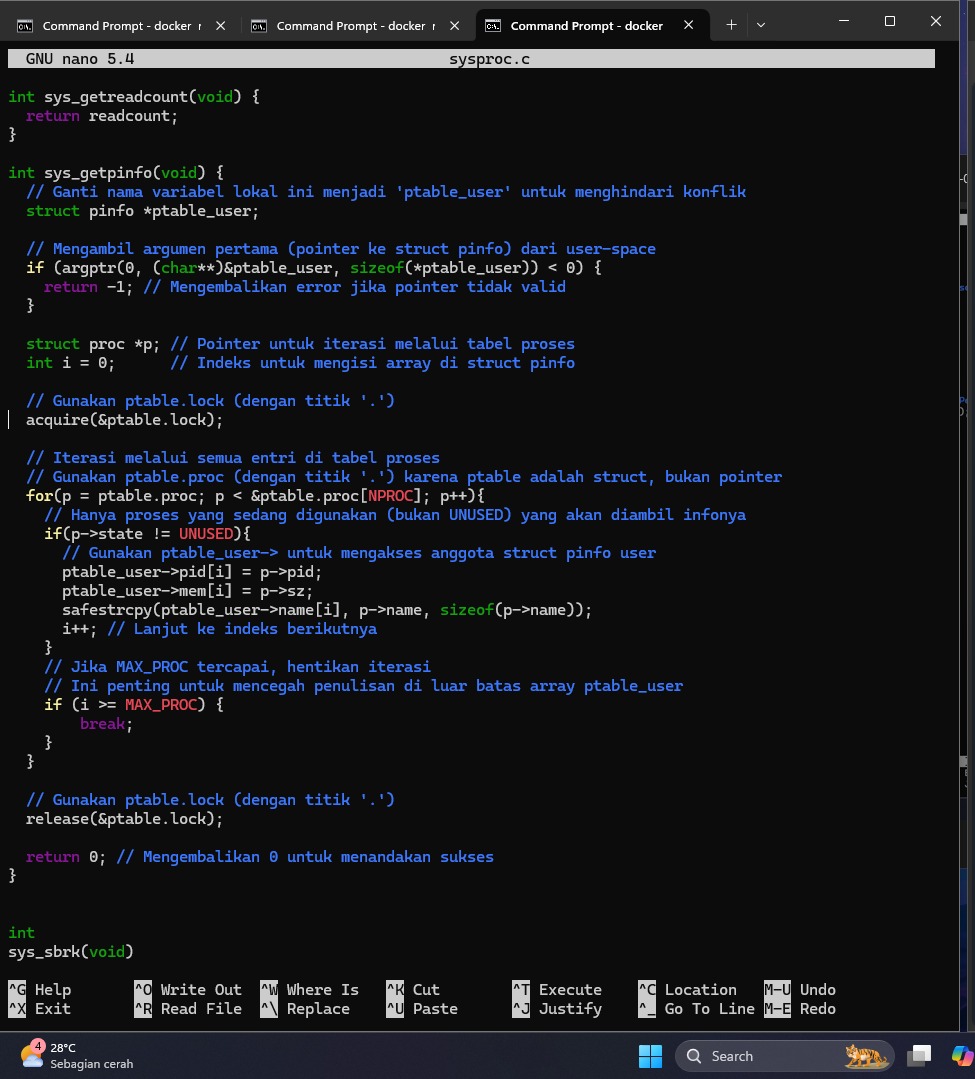 Command Prompt - docker r
Command Prompt - docker r
Command Prompt - docker
GNU nano 5.4 sysproc.c
int sys_getreadcount(void) {
  return readcount;
}
int sys_getpinfo(void) {
  // Ganti nama variabel lokal ini menjadi 'ptable_user' untuk menghindari konflik
  struct pinfo *ptable_user;
  // Mengambil argumen pertama (pointer ke struct pinfo) dari user-space
  if (argptr(0, (char**)&ptable_user, sizeof(*ptable_user)) < 0) {
    return -1; // Mengembalikan error jika pointer tidak valid
  }
  struct proc *p; // Pointer untuk iterasi melalui tabel proses
  int i = 0;      // Indeks untuk mengisi array di struct pinfo
  // Gunakan ptable.lock (dengan titik '.')
  acquire(&ptable.lock);
  // Iterasi melalui semua entri di tabel proses
  // Gunakan ptable.proc (dengan titik '.') karena ptable adalah struct, bukan pointer
  for(p = ptable.proc; p < &ptable.proc[NPROC]; p++){
    // Hanya proses yang sedang digunakan (bukan UNUSED) yang akan diambil infonya
    if(p->state != UNUSED){
      // Gunakan ptable_user-> untuk mengakses anggota struct pinfo user
      ptable_user->pid[i] = p->pid;
      ptable_user->mem[i] = p->sz;
      safestrcpy(ptable_user->name[i], p->name, sizeof(p->name));
      i++; // Lanjut ke indeks berikutnya
    }
    // Jika MAX_PROC tercapai, hentikan iterasi
    // Ini penting untuk mencegah penulisan di luar batas array ptable_user
    if (i >= MAX_PROC) {
        break;
    }
  }
  // Gunakan ptable.lock (dengan titik '.')
  release(&ptable.lock);
  return 0; // Mengembalikan 0 untuk menandakan sukses
}
int
sys_sbrk(void)
^G Help ^O Write Out ^W Where Is ^K Cut ^T Execute ^C Location M-U Undo
^X Exit ^R Read File ^\ Replace ^U Paste ^J Justify ^_ Go To Line M-E Redo
4
28°C
Sebagian cerah
Search